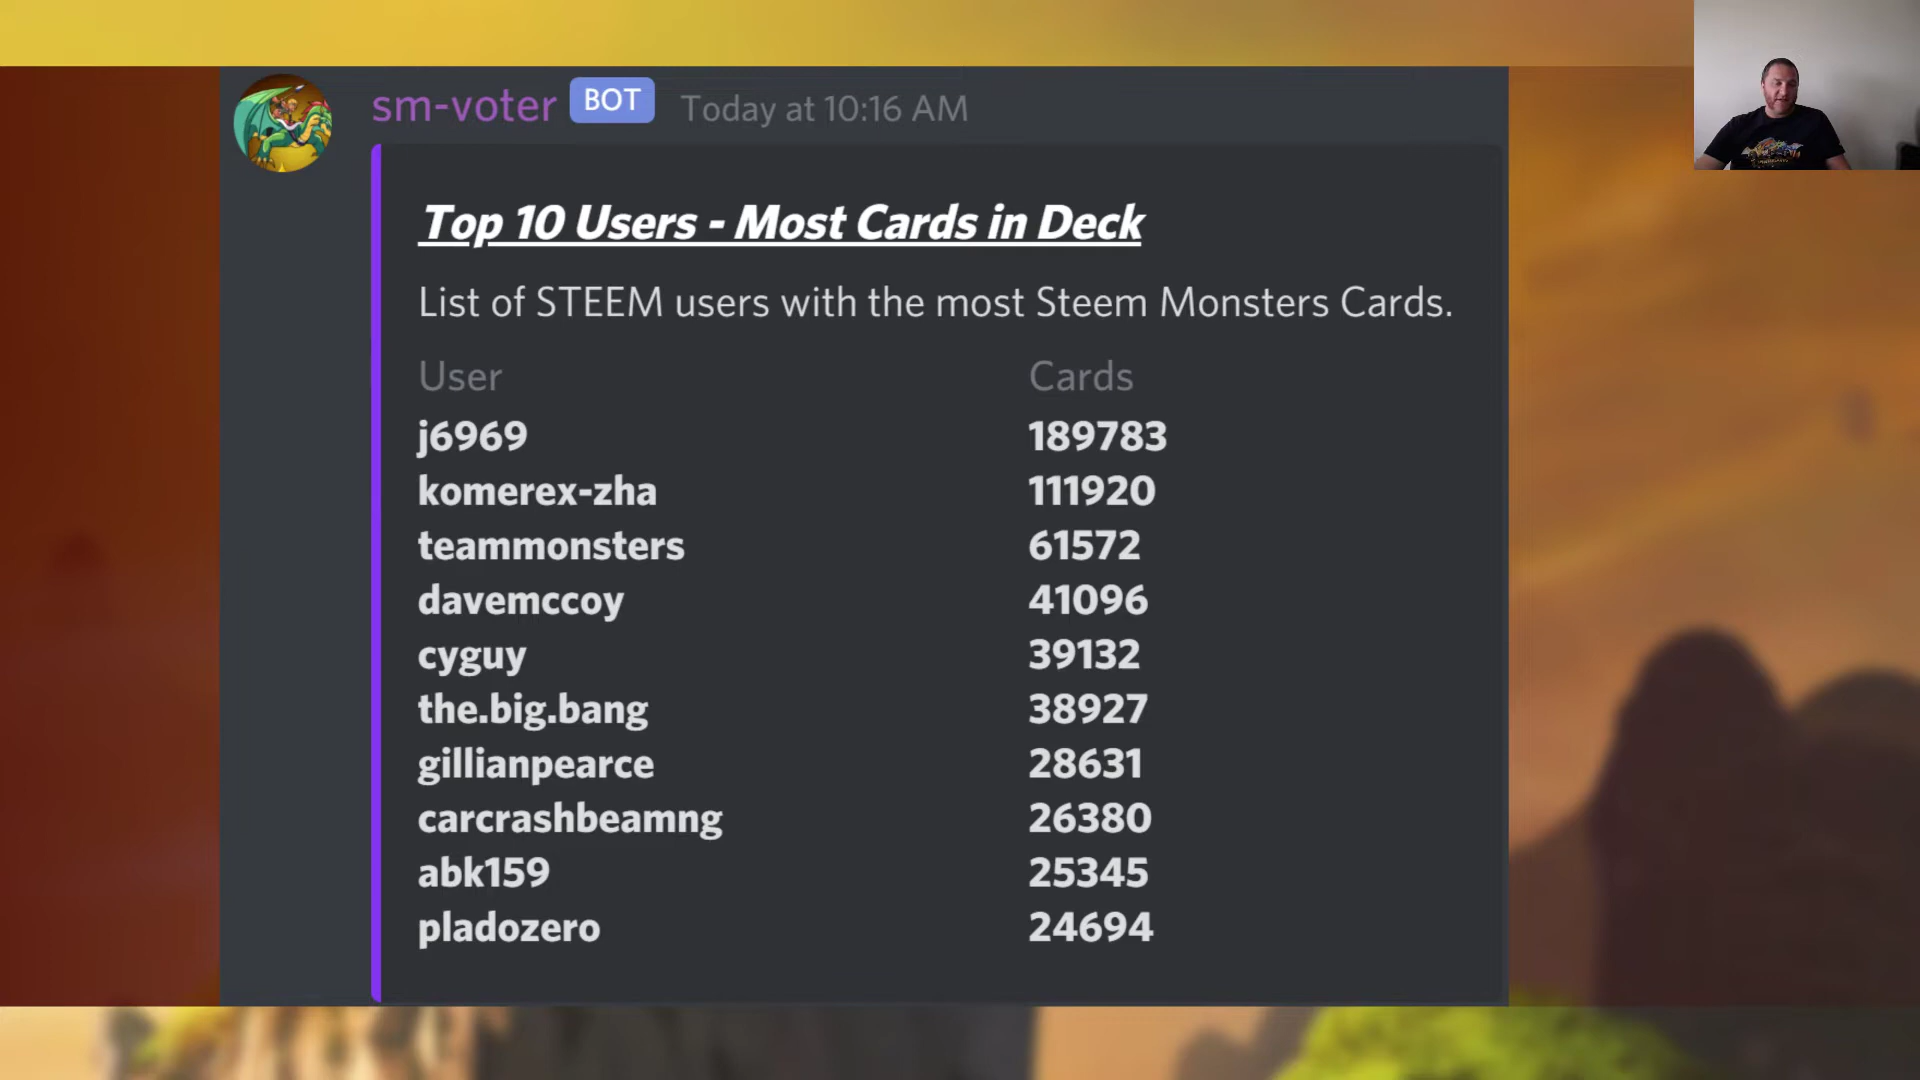 sm-voter BOT Today at 10:16 AM
Top 10 Users - Most Cards in Deck
List of STEEM users with the most Steem Monsters Cards.
User Cards
j6969 189783
komerex-zha 111920
teammonsters 61572
davemccoy 41096
cyguy 39132
the.big.bang 38927
gillianpearce 28631
carcrashbeamng 26380
abk159 25345
pladozero 24694